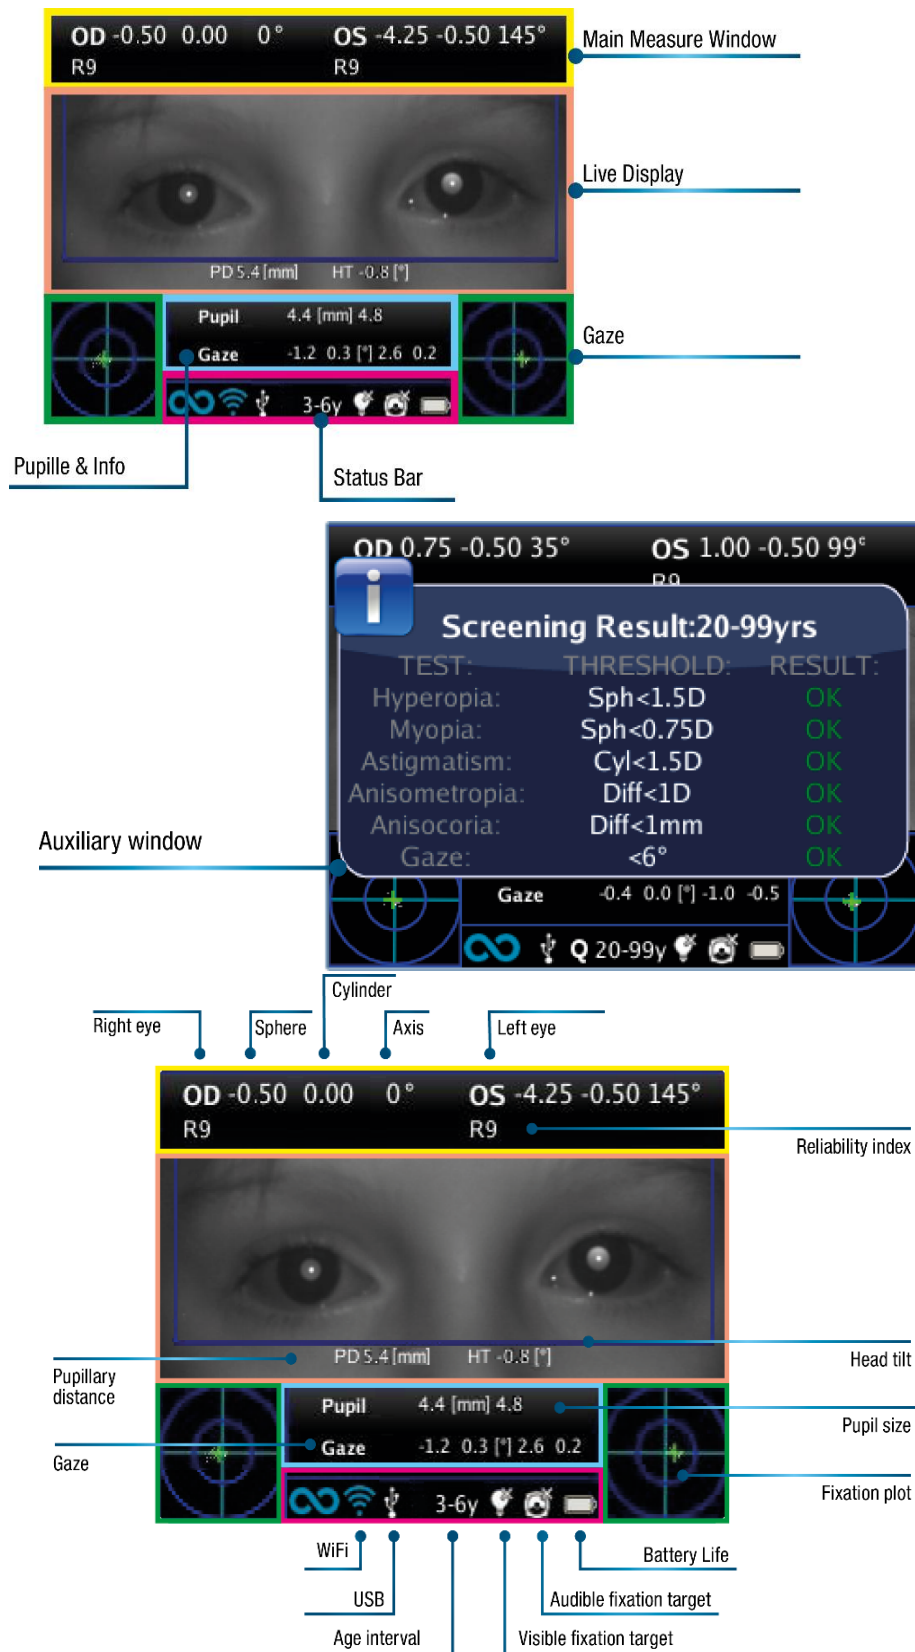 OD -0.50 0.00 0° OS -4.25 -0.50 145°
R9 R9
Main Measure Window
Live Display
PD 5.4 [mm] HT -0.8 [°]
Pupil 4.4 [mm] 4.8
Gaze -1.2 0.3 [°] 2.6 0.2
Gaze
3-6y
Pupille & Info
Status Bar
OD 0.75 -0.50 35° OS 1.00 -0.50 99°
R9
i
Screening Result:20-99yrs
TEST: THRESHOLD: RESULT:
Hyperopia: Sph<1.5D OK
Myopia: Sph<0.75D OK
Astigmatism: Cyl<1.5D OK
Anisometropia: Diff<1D OK
Anisocoria: Diff<1mm OK
Gaze: <6° OK
Auxiliary window
Gaze -0.4 0.0 [°] -1.0 -0.5
Q 20-99y
Cylinder
Right eye Sphere Axis Left eye
OD -0.50 0.00 0° OS -4.25 -0.50 145°
R9 R9
Reliability index
PD 5.4 [mm] HT -0.8 [°]
Head tilt
Pupillary
distance
Pupil 4.4 [mm] 4.8
Pupil size
Gaze -1.2 0.3 [°] 2.6 0.2
Gaze
Fixation plot
3-6y
WiFi
Battery Life
USB
Audible fixation target
Age interval
Visible fixation target